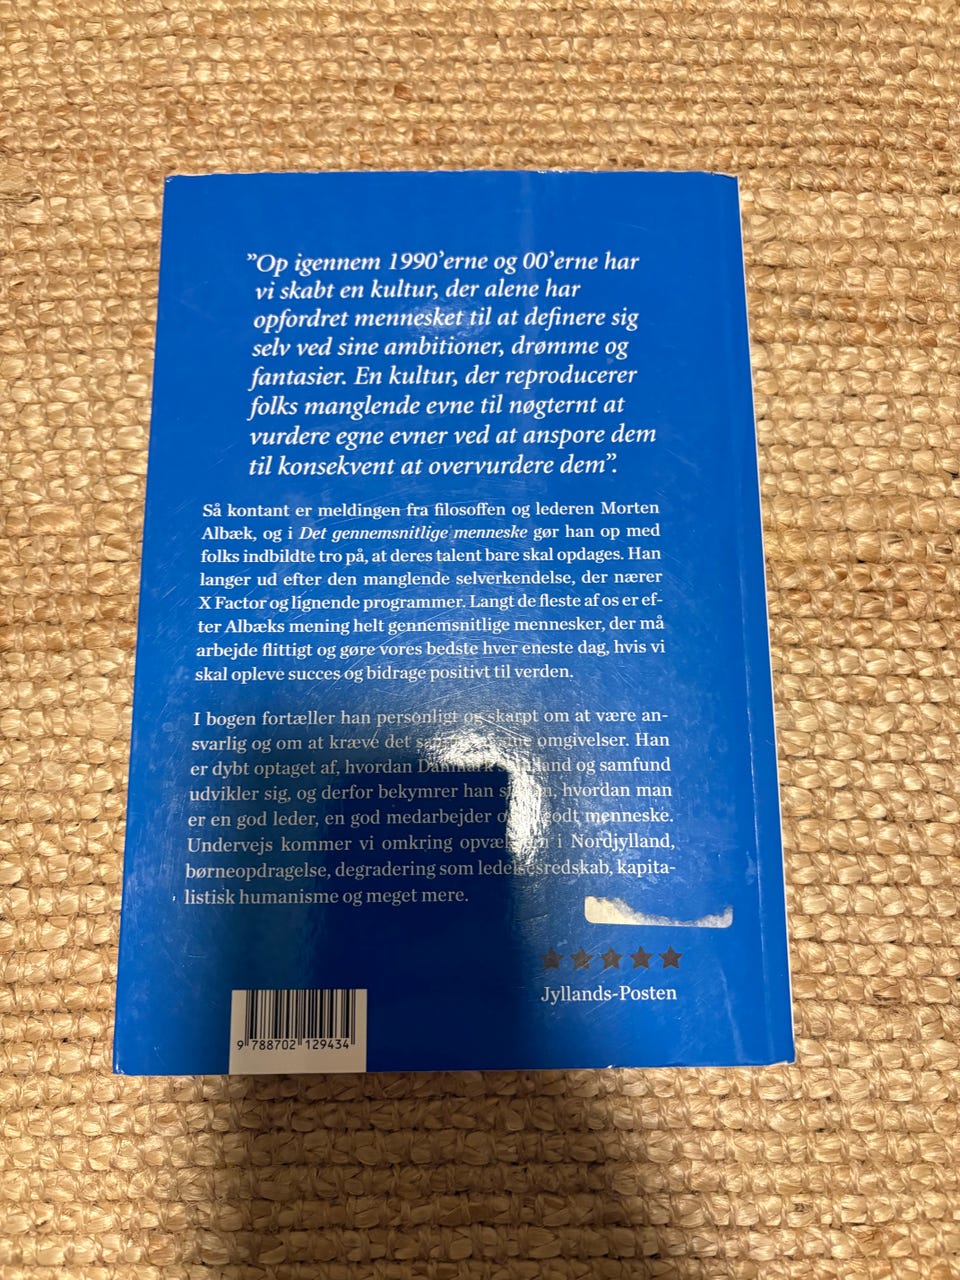 ”Op igennem 1990’erne og 00’erne har
vi skabt en kultur, der alene har
opfordret mennesket til at definere sig
selv ved sine ambitioner, drømme og
fantasier. En kultur, der reproducerer
folks manglende evne til nøgternt at
vurdere egne evner ved at anspore dem
til konsekvent at overvurdere dem”.
Så kontant er meldingen fra filosoffen og lederen Morten
Albæk, og i Det gennemsnitlige menneske gør han op med
folks indbildte tro på, at deres talent bare skal opdages. Han
langer ud efter den manglende selverkendelse, der nærer
X Factor og lignende programmer. Langt de fleste af os er ef-
ter Albæks mening helt gennemsnitlige mennesker, der må
arbejde flittigt og gøre vores bedste hver eneste dag, hvis vi
skal opleve succes og bidrage positivt til verden.
I bogen fortæller han personligt og skarpt om at være an-
svarlig og om at kræve det omgivelser. Han
er dybt optaget af, hvordan Danmark land og samfund
udvikler sig, og derfor bekymrer han hvordan man
er en god leder, en god medarbejder godt menneske.
Undervejs kommer vi omkring opvæksten i Nordjylland,
børneopdragelse, degradering som ledelsesredskab, kapita-
listisk humanisme og meget mere.
Jyllands-Posten
9 788702 129434